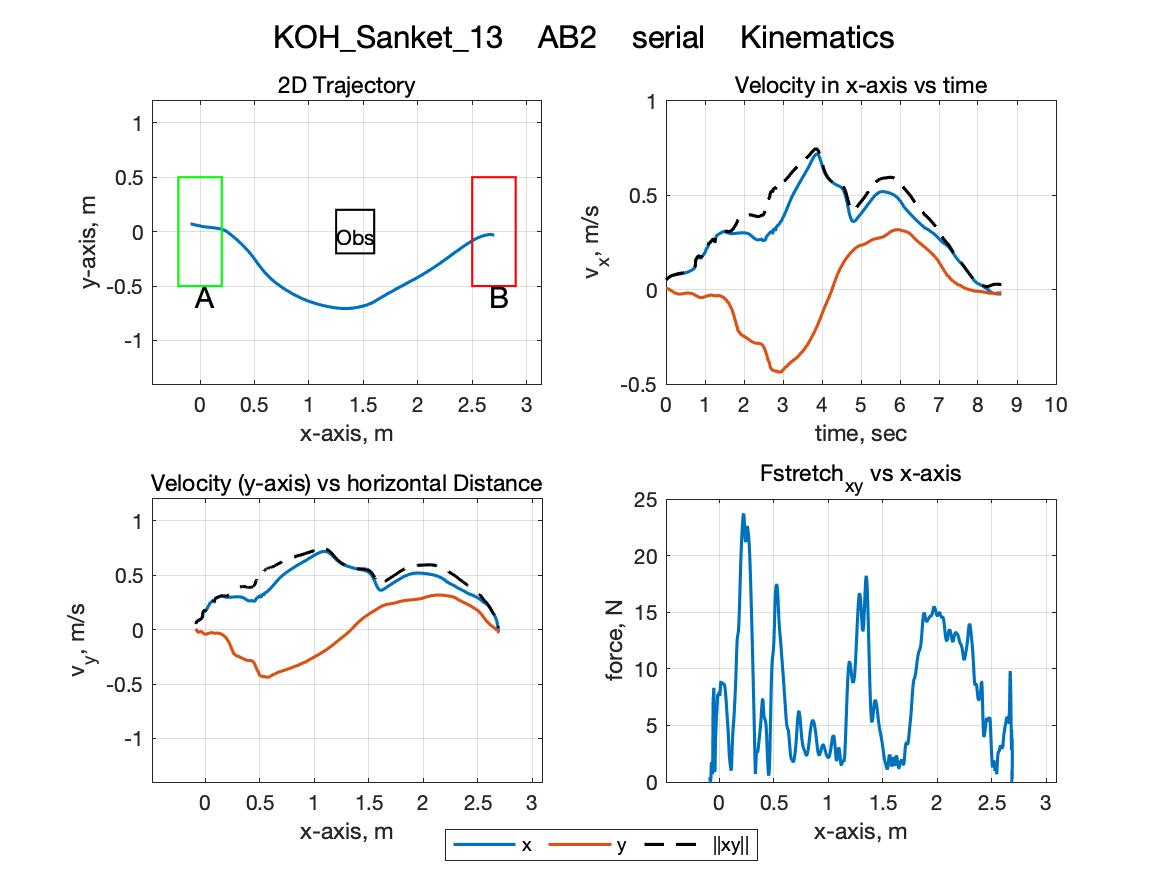 KOH_Sanket_13 AB2 serial Kinematics
2D Trajectory
1
0.5
0
-0.5
-1
y-axis, m
Obs
A
B
0 0.5 1 1.5 2 2.5 3
x-axis, m
Velocity in x-axis vs time
1
0.5
0
-0.5
v_x, m/s
0 1 2 3 4 5 6 7 8 9 10
time, sec
Velocity (y-axis) vs horizontal Distance
1
0.5
0
-0.5
-1
v_y, m/s
0 0.5 1 1.5 2 2.5 3
x-axis, m
Fstretch_xy vs x-axis
25
20
15
10
5
0
force, N
0 0.5 1 1.5 2 2.5 3
x-axis, m
x y ||xy||